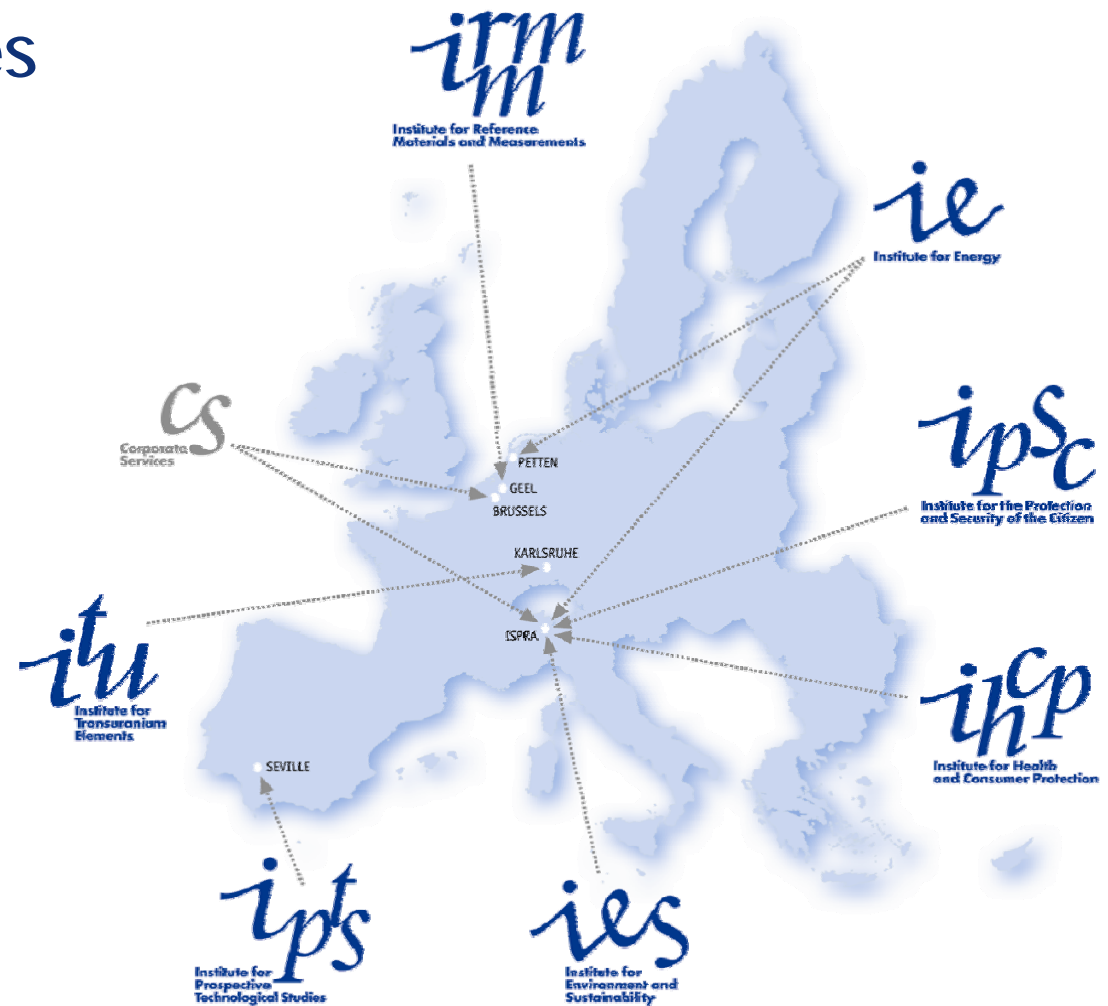 es
irmm
Institute for Reference
Materials and Measurements
ie
Institute for Energy
cs
Corporate
Services
ipsc
Institute for the Protection
and Security of the Citizen
PETTEN
GEEL
BRUSSELS
KARLSRUHE
ISPRA
itu
Institute for
Transuranium
Elements
ihcp
Institute for Health
and Consumer Protection
SEVILLE
ipts
Institute for
Prospective
Technological Studies
ies
Institute for
Environment and
Sustainability